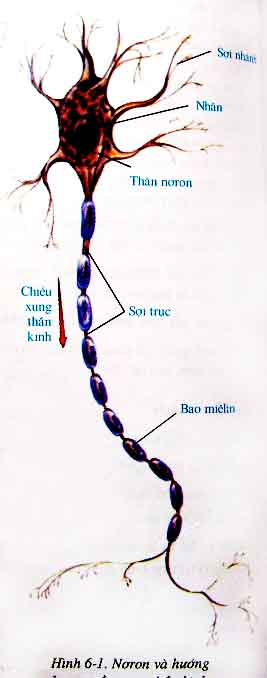 Sợi nhánh
Nhân
Thân nơron
Chiều
xung
thần
kinh
Sợi trục
Bao miêlin
Hình 6-1. Nơron và hướng